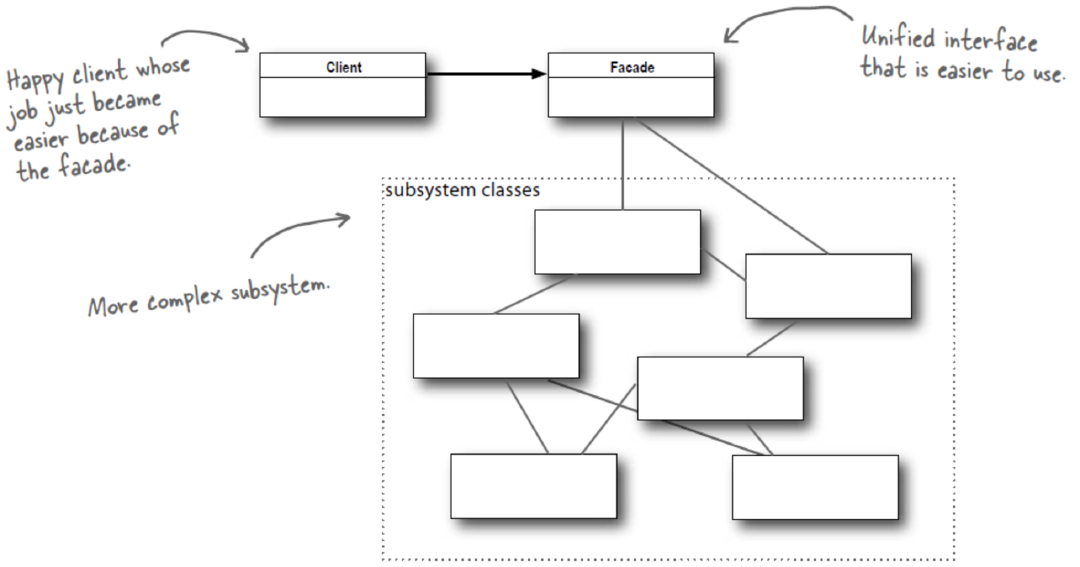 Happy client whose
job just became
easier because of
the facade.
Client
Facade
Unified interface
that is easier to use.
subsystem classes
More complex subsystem.